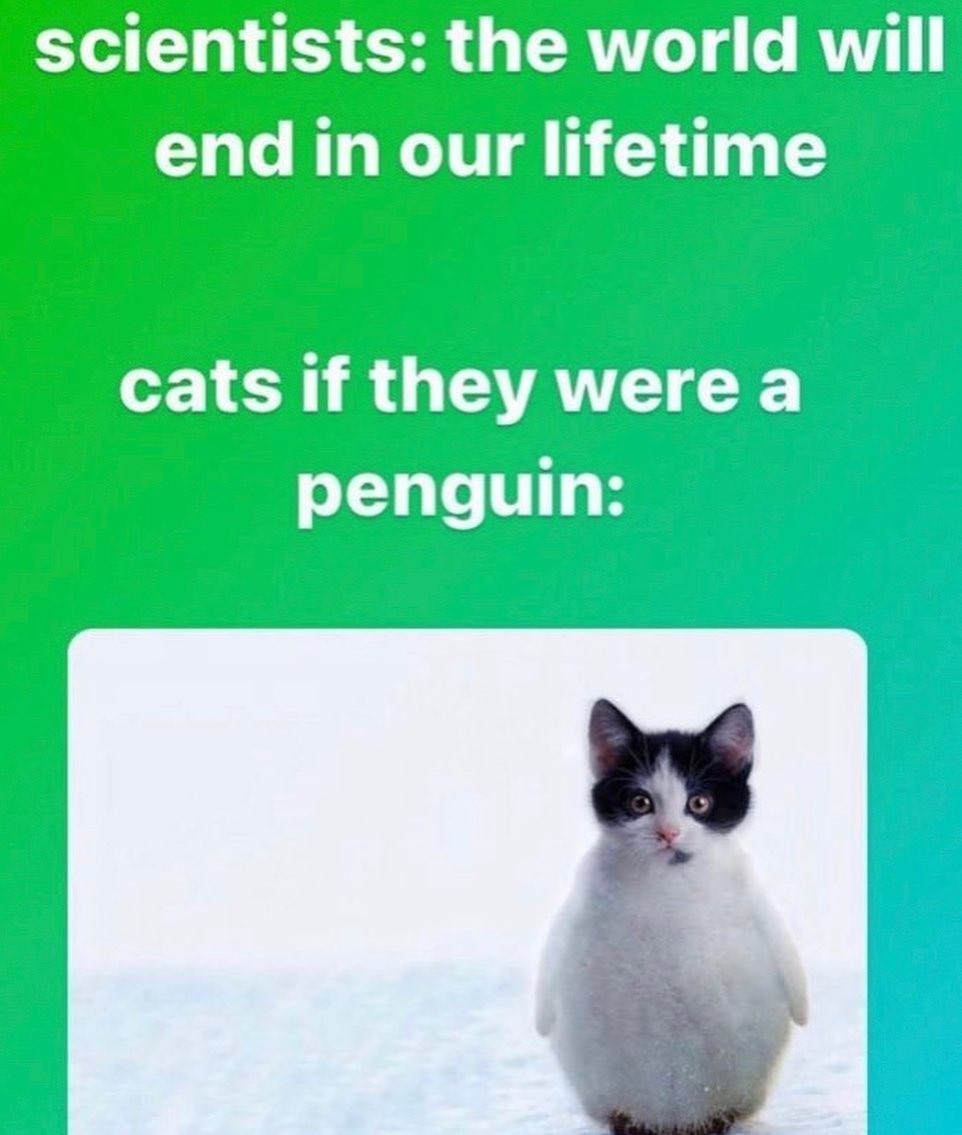 scientists: the world will
end in our lifetime
cats if they were a
penguin: